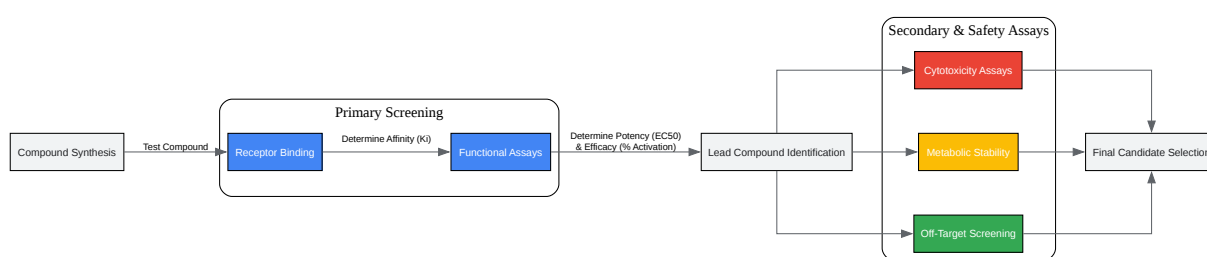 Secondary & Safety Assays
Cytotoxicity Assays
Primary Screening
Compound Synthesis
Test Compound
Receptor Binding
Determine Affinity (Ki)
Functional Assays
Determine Potency (EC50)
& Efficacy (% Activation)
Lead Compound Identification
Metabolic Stability
Final Candidate Selection
Off-Target Screening